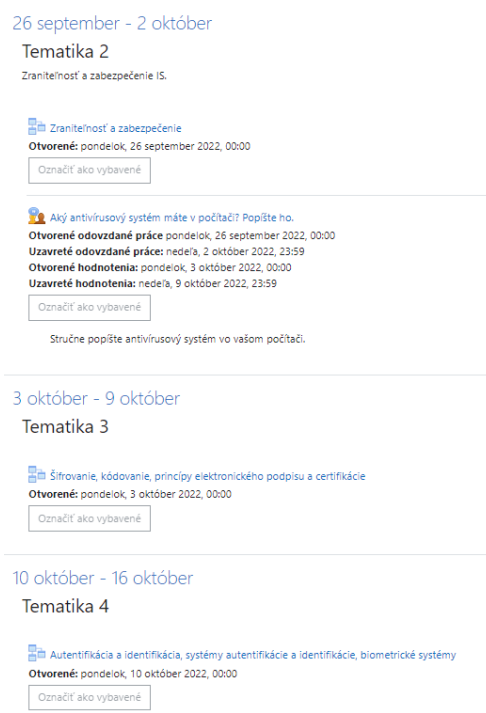 26 september - 2 október
Tematika 2
Zraniteľnosť a zabezpečenie IS.
Zraniteľnosť a zabezpečenie
Otvorené: pondelok, 26 september 2022, 00:00
Označiť ako vybavené
Aký antivírusový systém máte v počítači? Popíšte ho.
Otvorené odovzdané práce pondelok, 26 september 2022, 00:00
Uzavreté odovzdané práce: nedeľa, 2 október 2022, 23:59
Otvorené hodnotenia: pondelok, 3 október 2022, 00:00
Uzavreté hodnotenia: nedeľa, 9 október 2022, 23:59
Označiť ako vybavené
Stručne popíšte antivírusový systém vo vašom počítači.
3 október - 9 október
Tematika 3
Šifrovanie, kódovanie, princípy elektronického podpisu a certifikácie
Otvorené: pondelok, 3 október 2022, 00:00
Označiť ako vybavené
10 október - 16 október
Tematika 4
Autentifikácia a identifikácia, systémy autentifikácie a identifikácie, biometrické systémy
Otvorené: pondelok, 10 október 2022, 00:00
Označiť ako vybavené